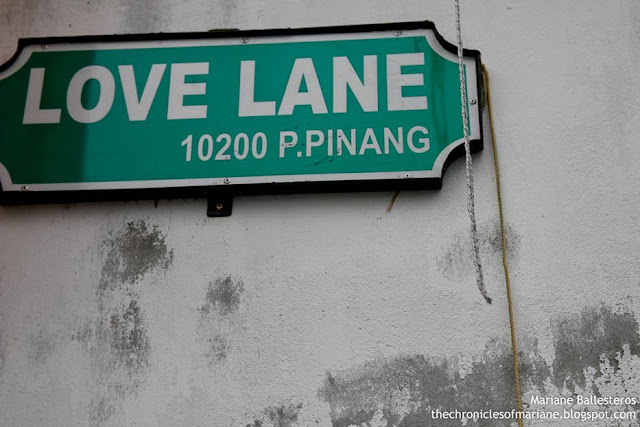 LOVE LANE
10200 P.PINANG
Mariane Ballesteros
thechroniclesofmariane.blogspot.com